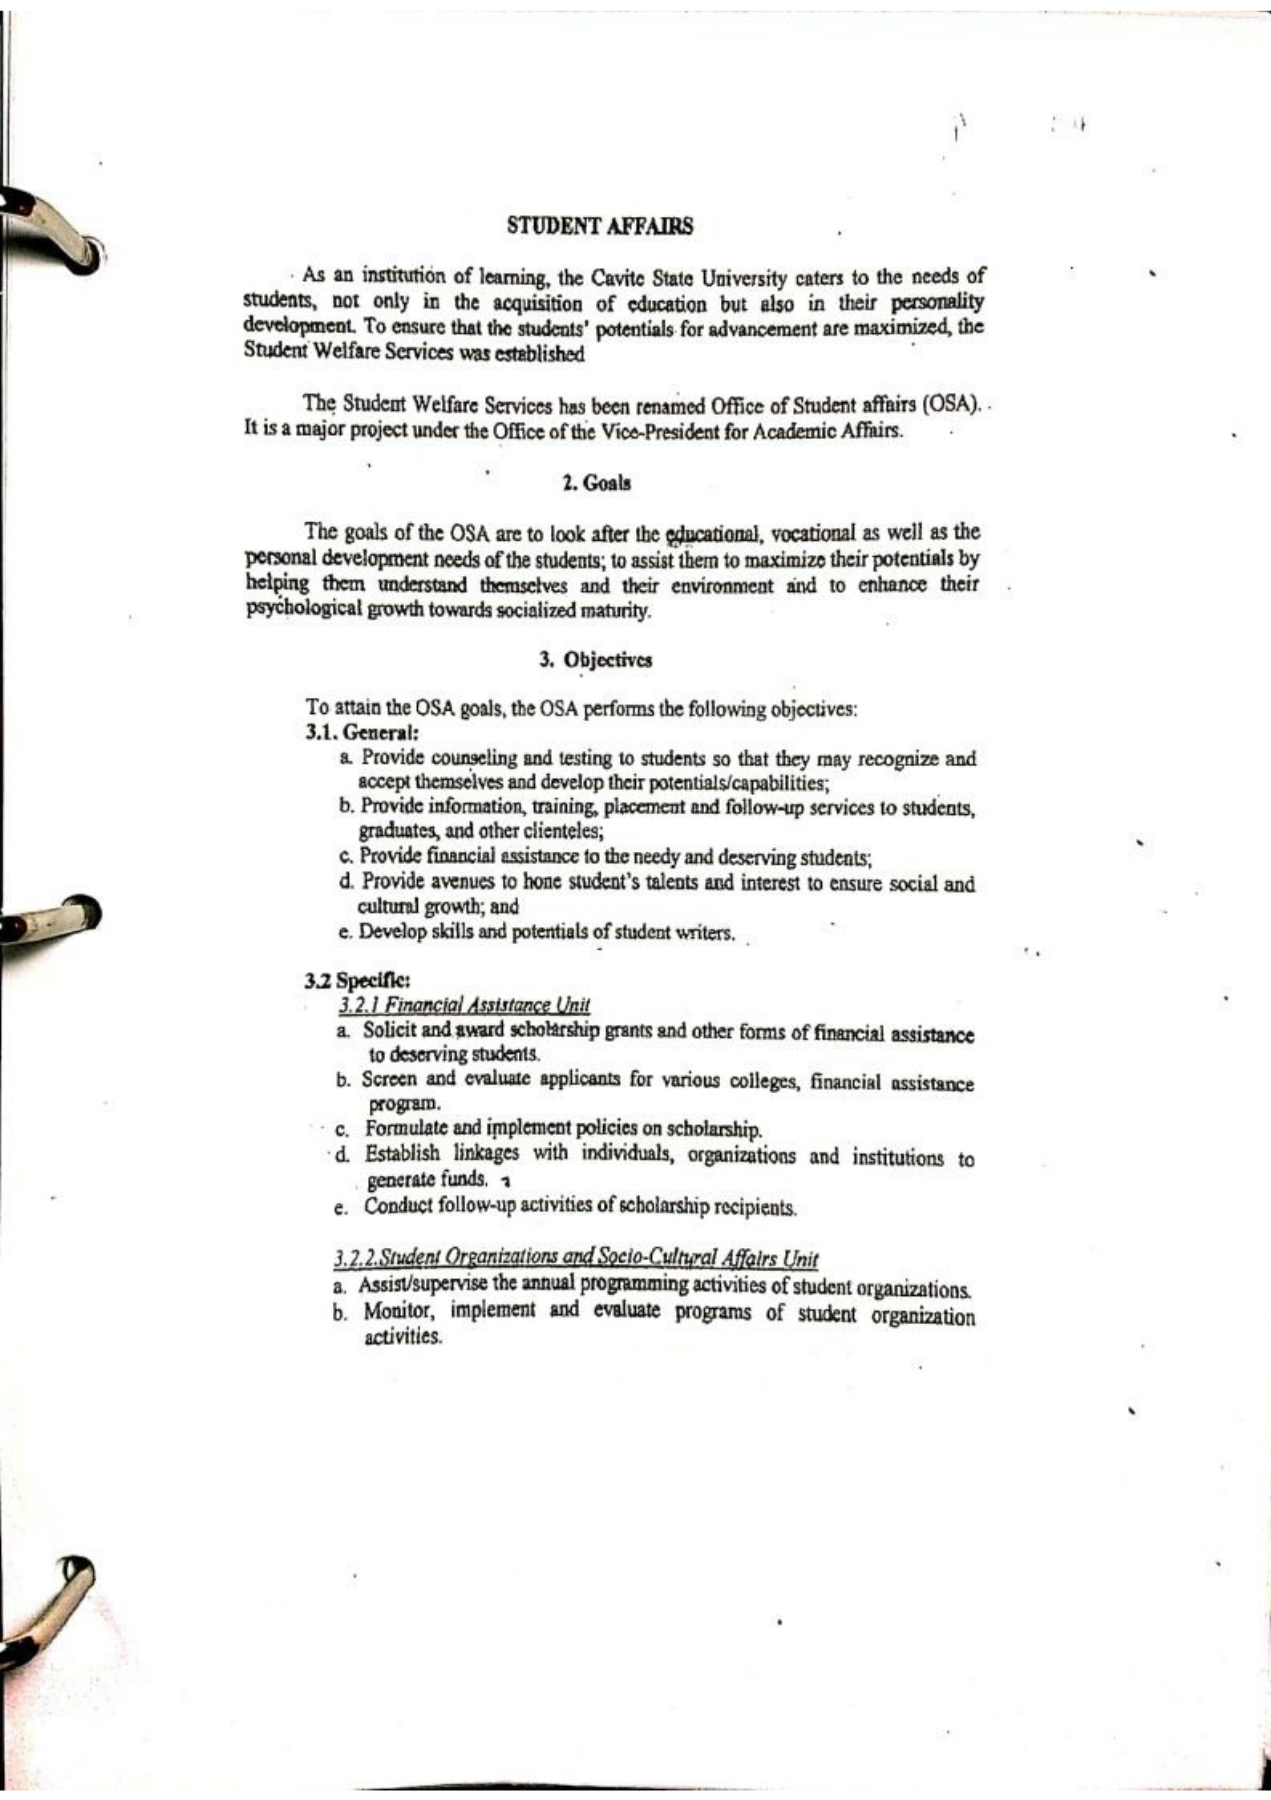 STUDENT AFFAIRS
As an institution of learning, the Cavite State University caters to the needs of
students, not only in the acquisition of education but also in their personality
development. To ensure that the students' potentials for advancement are maximized, the
Student Welfare Services was established
The Student Welfare Services has been renamed Office of Student affairs (OSA).
It is a major project under the Office of the Vice-President for Academic Affairs.
2. Goals
The goals of the OSA are to look after the educational, vocational as well as the
personal development needs of the students; to assist them to maximize their potentials by
helping them understand themselves and their environment and to enhance their
psychological growth towards socialized maturity.
3. Objectives
To attain the OSA goals, the OSA performs the following objectives:
3.1. General:
a. Provide counseling and testing to students so that they may recognize and
accept themselves and develop their potentials/capabilities;
b. Provide information, training, placement and follow-up services to students,
graduates, and other clienteles;
c. Provide financial assistance to the needy and deserving students;
d. Provide avenues to hone student's talents and interest to ensure social and
cultural growth; and
e. Develop skills and potentials of student writers.
3.2 Specific:
3.2.1 Financial Assistance Unit
a. Solicit and award scholarship grants and other forms of financial assistance
to deserving students.
b. Screen and evaluate applicants for various colleges, financial assistance
program.
c. Formulate and implement policies on scholarship.
d. Establish linkages with individuals, organizations and institutions to
generate funds.
e. Conduct follow-up activities of scholarship recipients.
3.2.2.Student Organizations and Socio-Cultural Affairs Unit
a. Assist/supervise the annual programming activities of student organizations.
b. Monitor, implement and evaluate programs of student organization
activities.